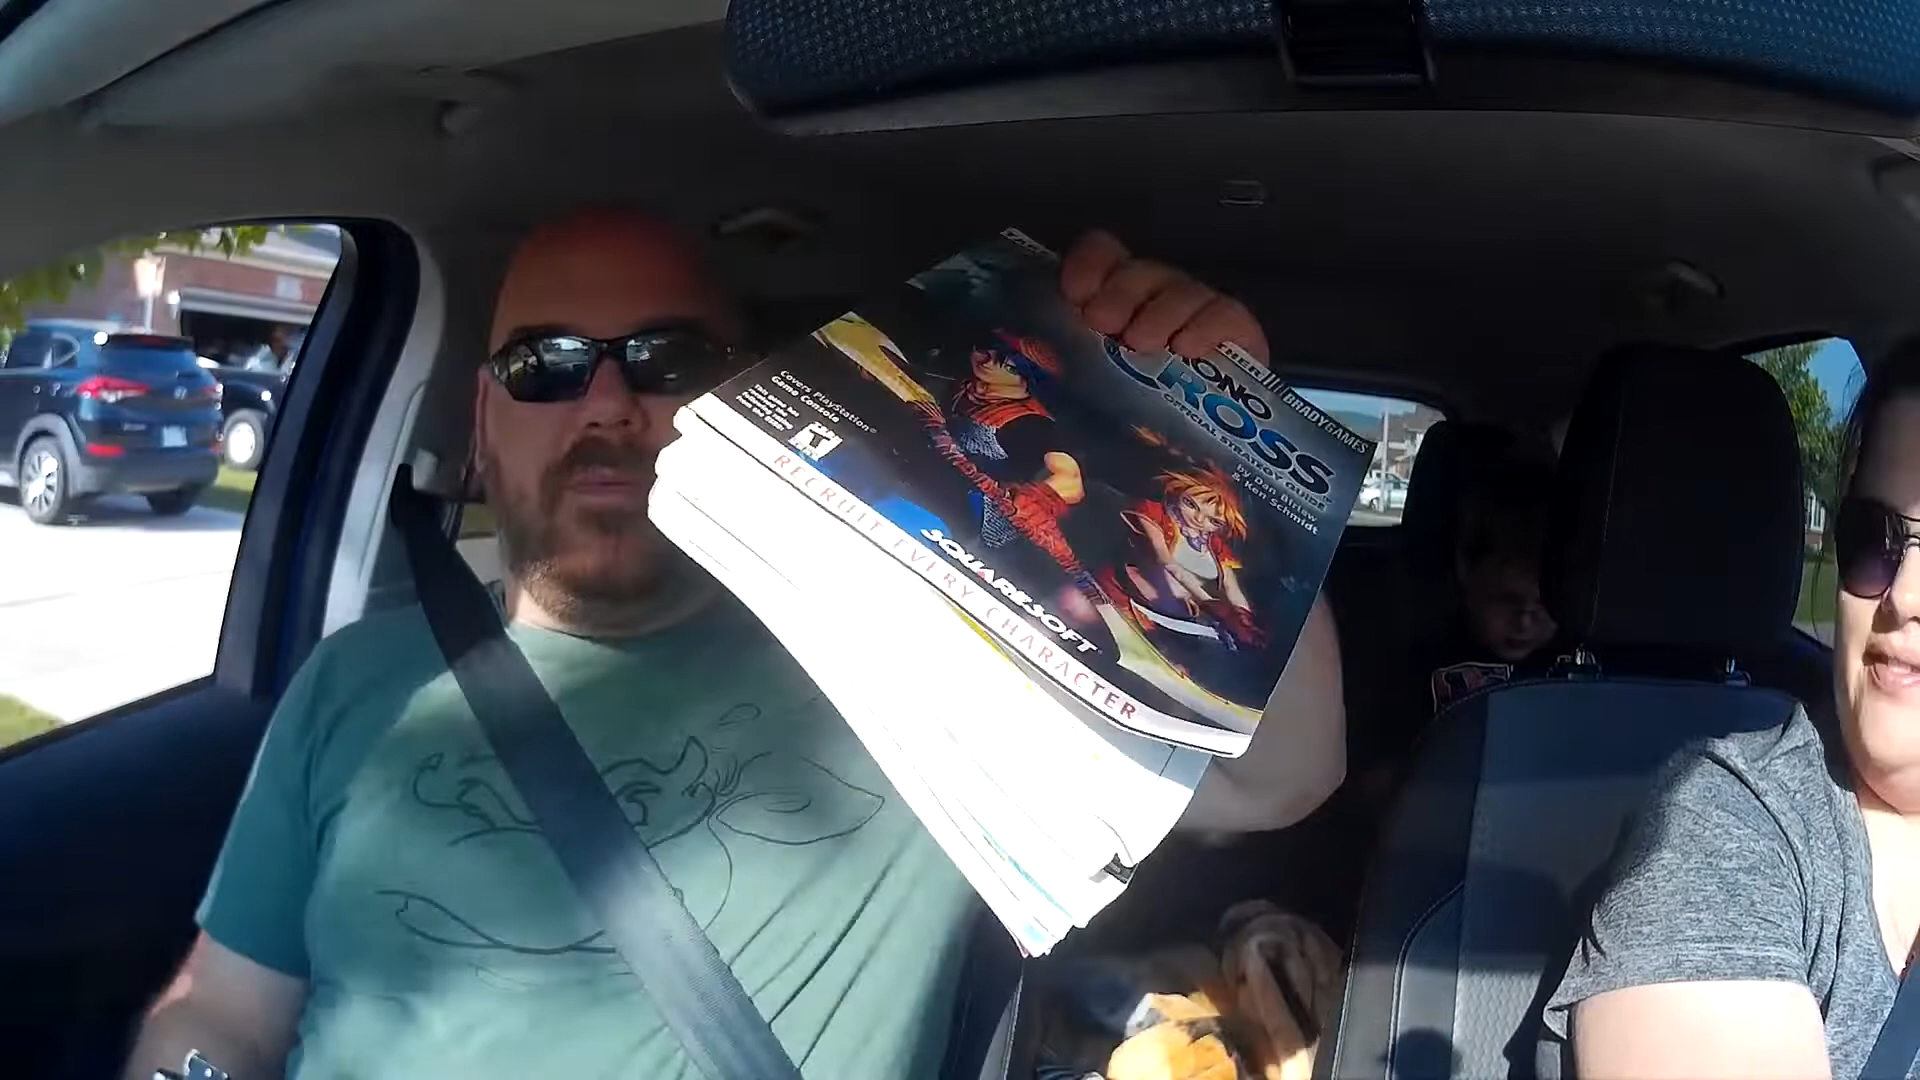 BRADYGAMES
CROSS
OFFICIAL STRATEGY GUIDE
by Dan Birlew
& Ken Schmidt
Covers PlayStation®
Game Console
SQUARESOFT
RECRUIT EVERY CHARACTER